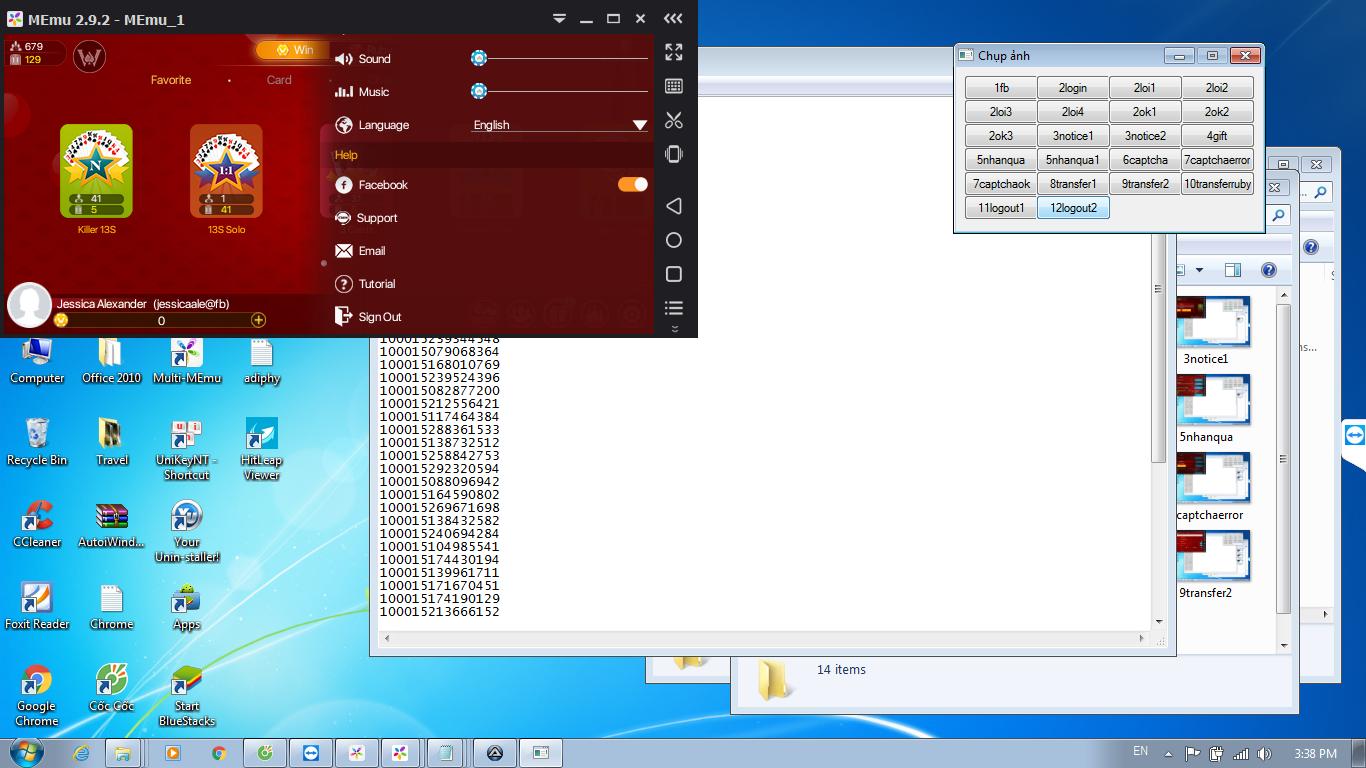 MEmu 2.9.2 - MEmu_1
679
129
Win
Favorite
Card
N
41
5
Killer 13S
1:1
1
41
13S Solo
Jessica Alexander (jessicaale@fb)
0
Sound
Music
Language
English
Help
Facebook
Support
Email
Tutorial
Sign Out
Chụp ảnh
1fb
2login
2loi1
2loi2
2loi3
2loi4
2ok1
2ok2
2ok3
3notice1
3notice2
4gift
5nhanqua
5nhanqua1
6captcha
7captchaerror
7captchaok
8transfer1
9transfer2
10transferruby
11logout1
12logout2
100015239344548
100015079068364
100015168010769
100015239524396
100015082877200
100015212556421
100015117464384
100015288361533
100015138732512
100015258842753
100015292320594
100015088096942
100015164590802
100015269671698
100015138432582
100015240694284
100015104985541
100015174430194
100015139961711
100015171670451
100015174190129
100015213666152
3notice1
5nhanqua
captchaerror
9transfer2
ns...
14 items
Computer
Office 2010
Multi-MEmu
adiphy
Recycle Bin
Travel
UniKeyNT -
Shortcut
HitLeap
Viewer
CCleaner
AutoiWind...
Your
Unin-staller!
Foxit Reader
Chrome
Apps
Google
Chrome
Cốc Cốc
Start
BlueStacks
EN
3:38 PM